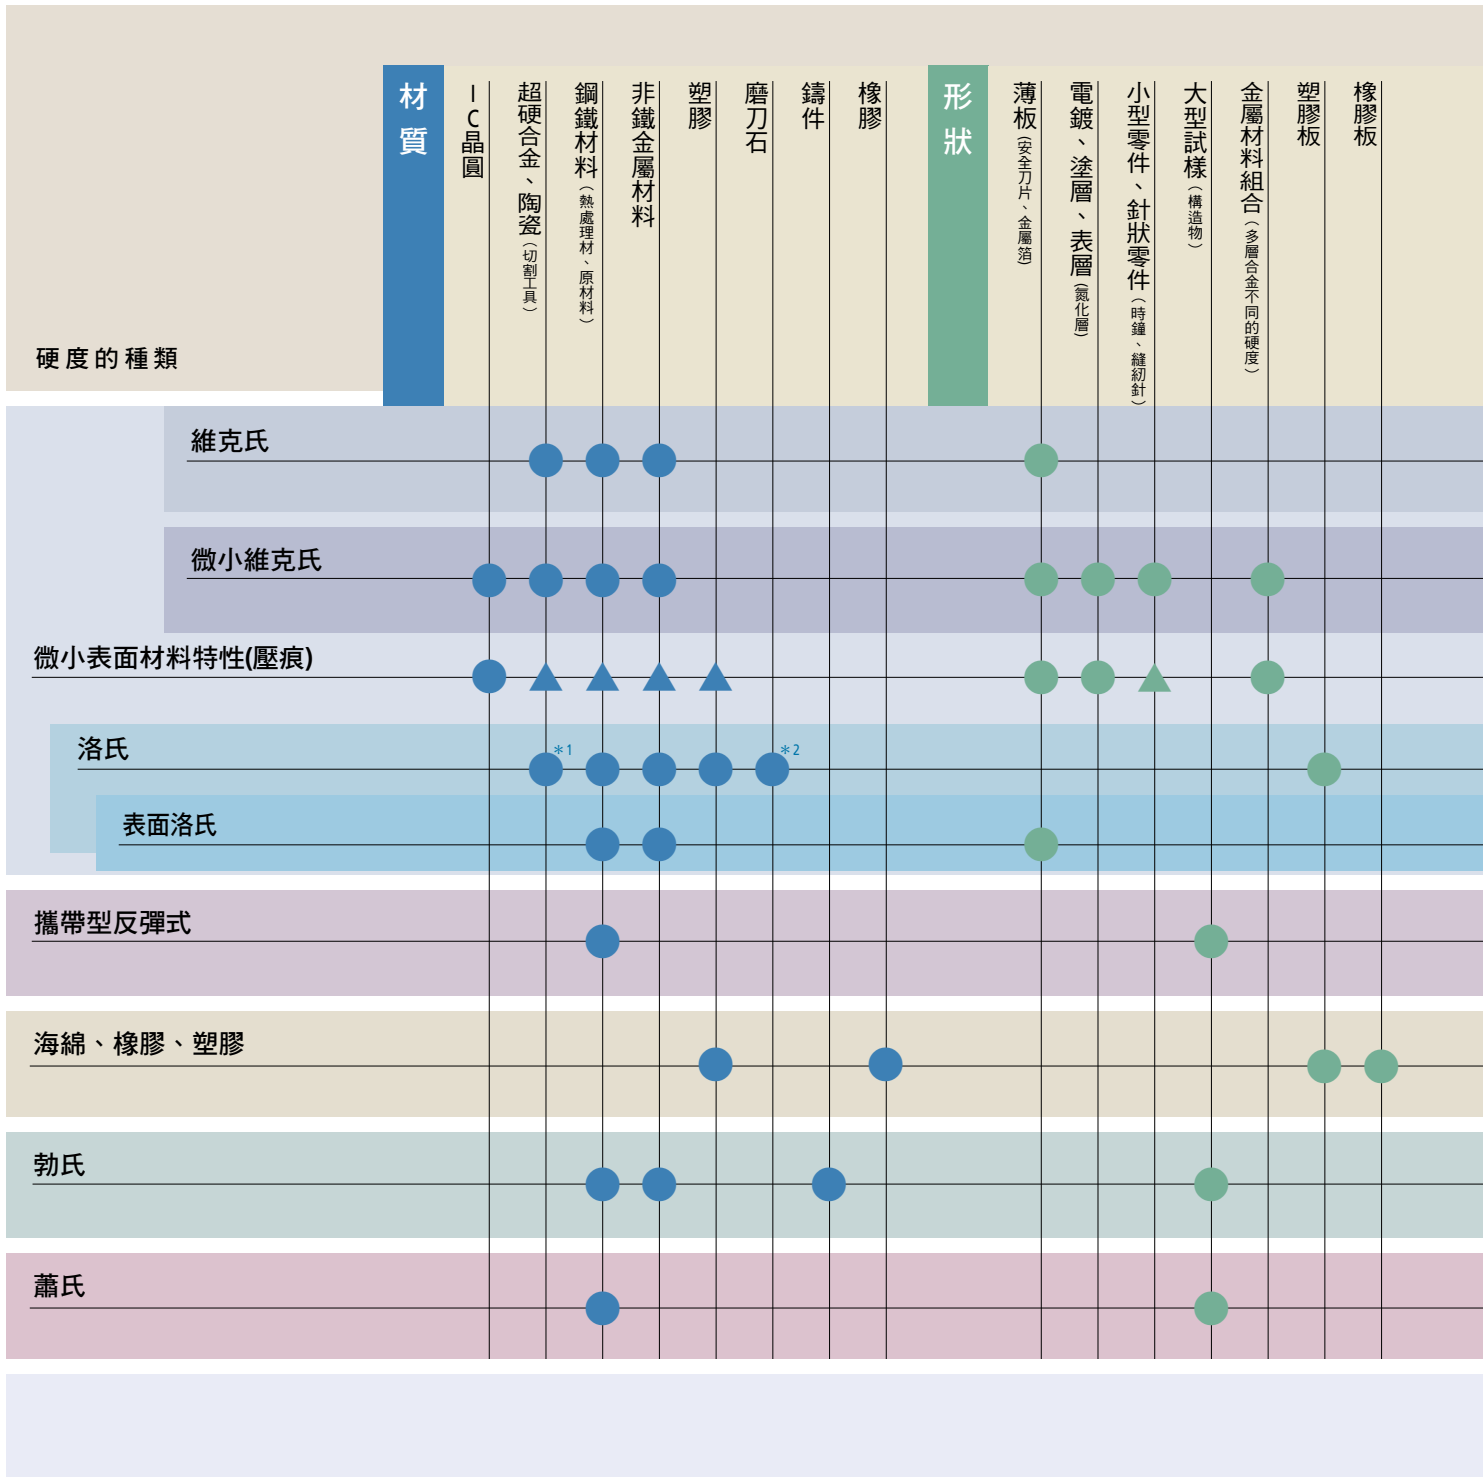 材質
IC晶圓
超硬合金、陶瓷(切割工具)
鋼鐵材料(熱處理材、原材料)
非鐵金屬材料
塑膠
磨刀石
鑄件
橡膠
形狀
薄板(安全刀片、金屬箔)
電鍍、塗層、表層(氮化層)
小型零件、針狀零件(時鐘、縫紉針)
大型試樣(構造物)
金屬材料組合(多層合金不同的硬度)
塑膠板
橡膠板
硬度的種類
維克氏
微小維克氏
微小表面材料特性(壓痕)
洛氏
*1
*2
表面洛氏
攜帶型反彈式
海綿、橡膠、塑膠
勃氏
蕭氏